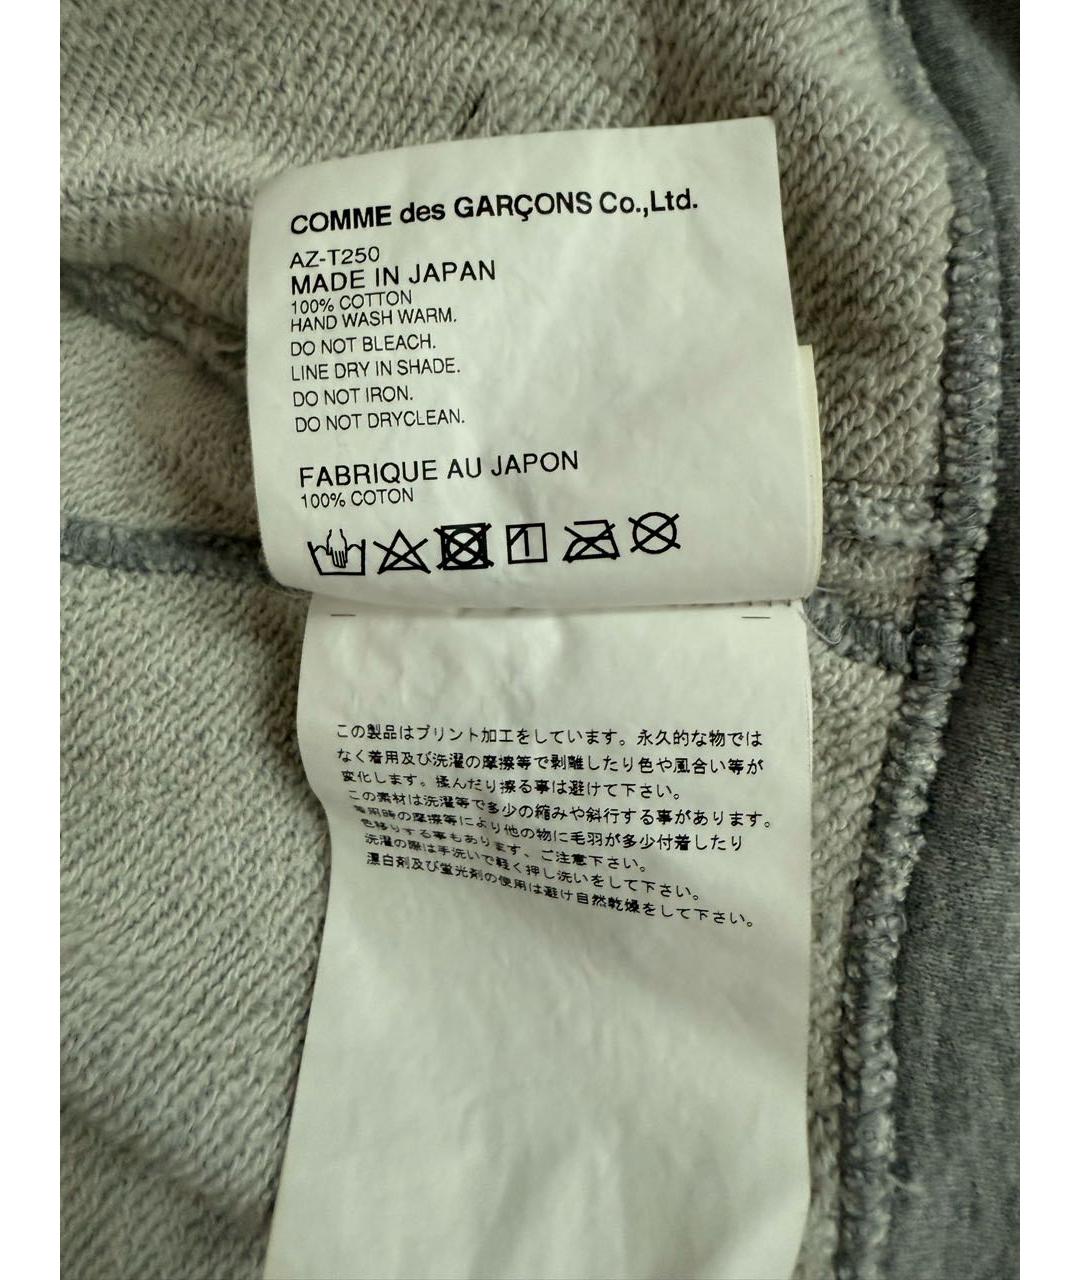 COMME des GARÇONS Co.,Ltd.
AZ-T250
MADE IN JAPAN
100% COTTON
HAND WASH WARM.
DO NOT BLEACH.
LINE DRY IN SHADE.
DO NOT IRON.
DO NOT DRYCLEAN.
FABRIQUE AU JAPON
100% COTON
この製品はプリント加工をしています。永久的な物では
なく着用及び洗濯の摩擦等で剥離したり色や風合い等が
変化します。揉んだり擦る事は避けて下さい。
この素材は洗濯等で多少の縮みや斜行する事があります。
着用時の摩擦等により他の物に毛羽が多少付着したり
色移りする事もあります、ご注意下さい。
洗濯の際は手洗いで軽く押し洗いをして下さい。
漂白剤及び蛍光剤の使用は避け自然乾燥をして下さい。